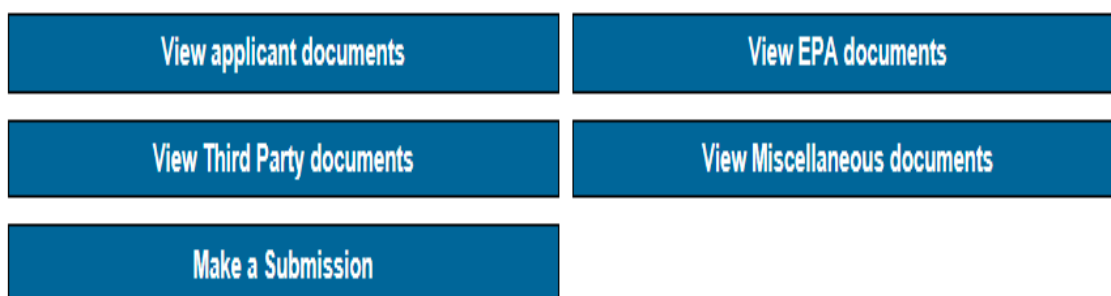 View applicant documents
View EPA documents
View Third Party documents
View Miscellaneous documents
Make a Submission